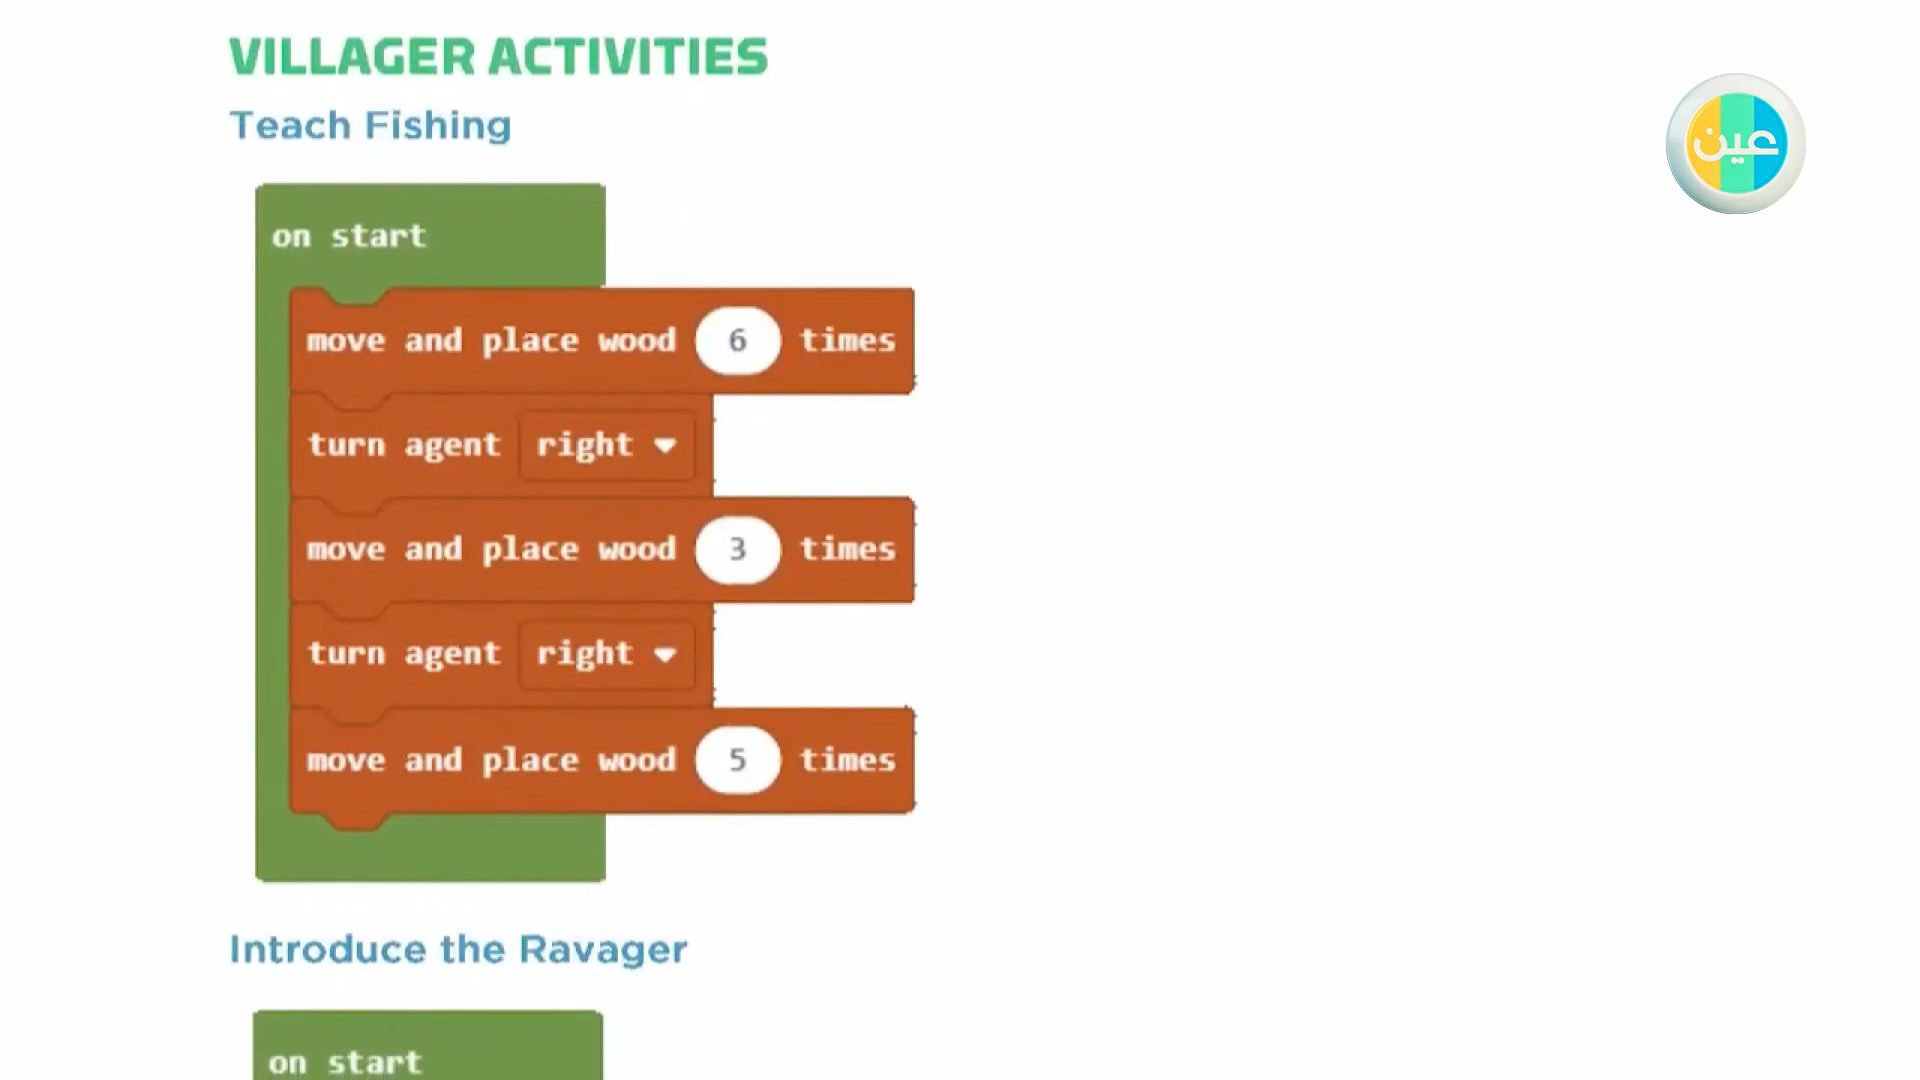 VILLAGER ACTIVITIES
Teach Fishing
عين
on start
move and place wood 6 times
turn agent right
move and place wood 3 times
turn agent right
move and place wood 5 times
Introduce the Ravager
on start